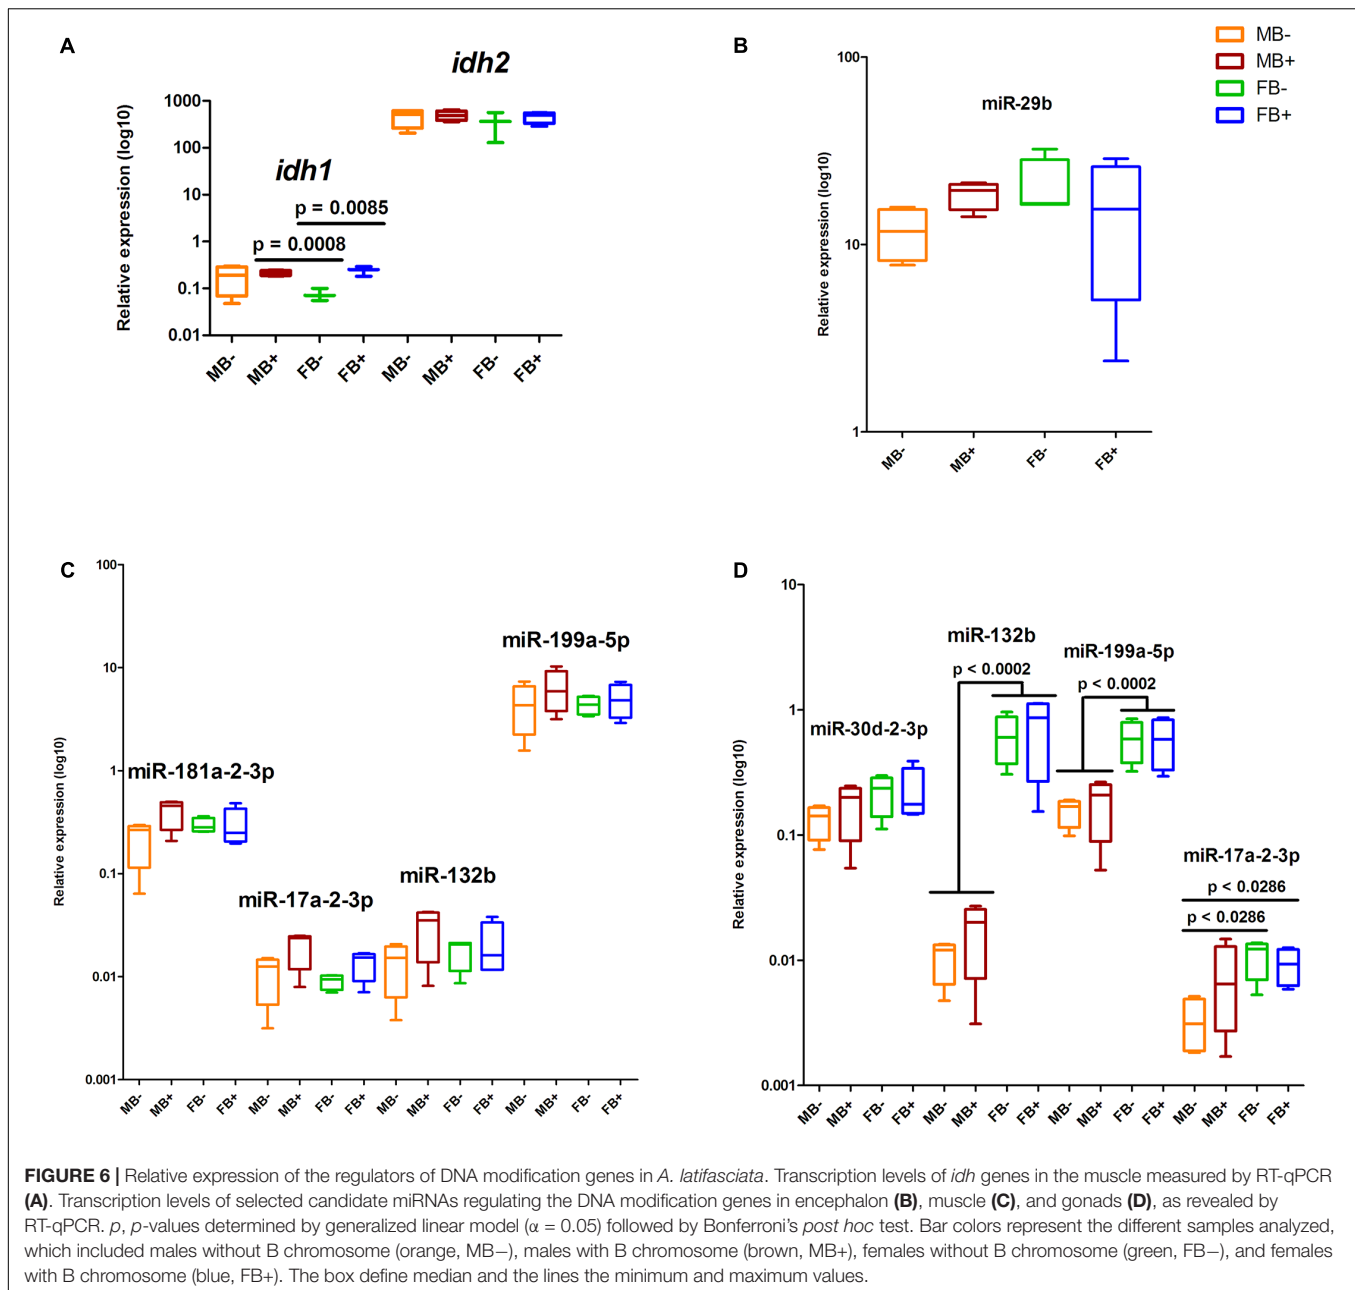 A
idh2
Relative expression (log10)
1000
100
10
1
0.1
0.01
idh1
p = 0.0085
p = 0.0008
MB-
MB+
FB-
FB+
MB-
MB+
FB-
FB+
B
MB-
MB+
FB-
FB+
miR-29b
Relative expression (log10)
100
10
1
MB-
MB+
FB-
FB+
C
Relative expression (log10)
100
10
1
0.1
0.01
0.001
miR-199a-5p
miR-181a-2-3p
miR-17a-2-3p
miR-132b
MB-
MB+
FB-
FB+
MB-
MB+
FB-
FB+
MB-
MB+
FB-
FB+
MB-
MB+
FB-
FB+
D
Relative expression (log10)
10
1
0.1
0.01
0.001
miR-132b
p < 0.0002
miR-199a-5p
p < 0.0002
miR-30d-2-3p
miR-17a-2-3p
p < 0.0286
p < 0.0286
MB-
MB+
FB-
FB+
MB-
MB+
FB-
FB+
MB-
MB+
FB-
FB+
MB-
MB+
FB-
FB+
FIGURE 6 | Relative expression of the regulators of DNA modification genes in A. latifasciata. Transcription levels of idh genes in the muscle measured by RT-qPCR
(A). Transcription levels of selected candidate miRNAs regulating the DNA modification genes in encephalon (B), muscle (C), and gonads (D), as revealed by
RT-qPCR. p, p-values determined by generalized linear model (α = 0.05) followed by Bonferroni's post hoc test. Bar colors represent the different samples analyzed,
which included males without B chromosome (orange, MB−), males with B chromosome (brown, MB+), females without B chromosome (green, FB−), and females
with B chromosome (blue, FB+). The box define median and the lines the minimum and maximum values.